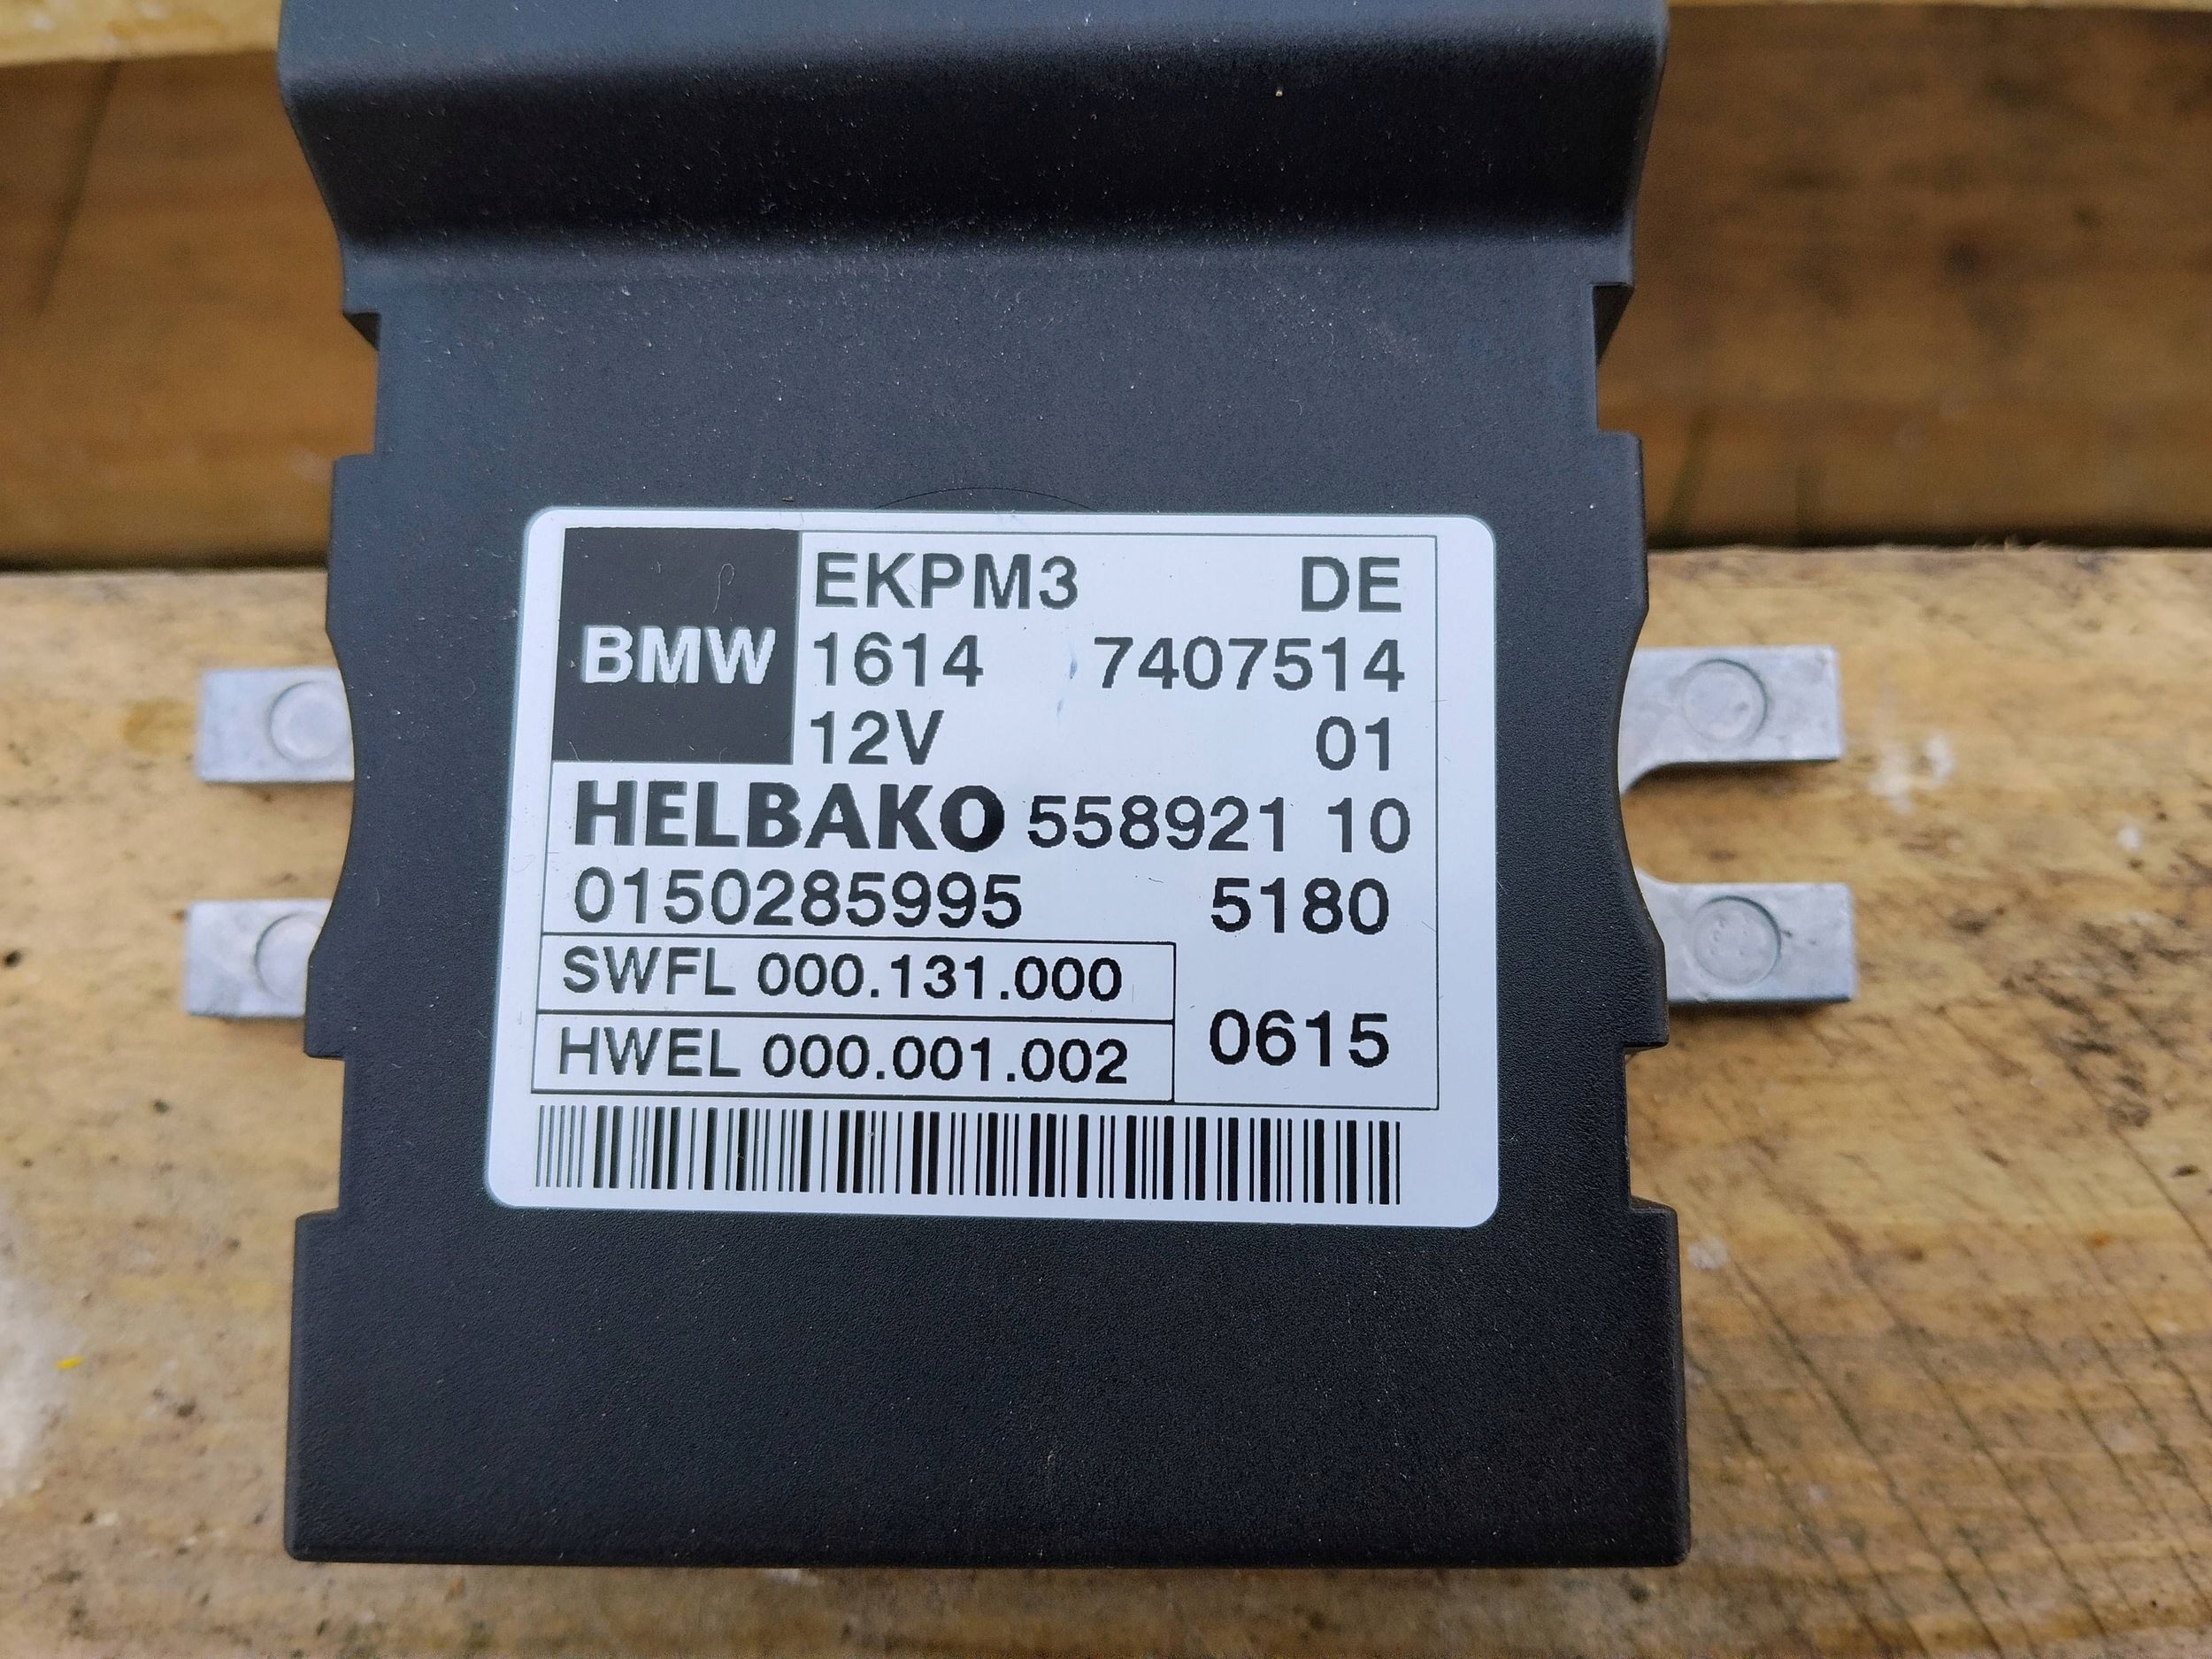 BMW
EKPM3 DE
1614 7407514
12V 01
HELBAKO 558921 10
0150285995 5180
SWFL 000.131.000
HWEL 000.001.002
0615